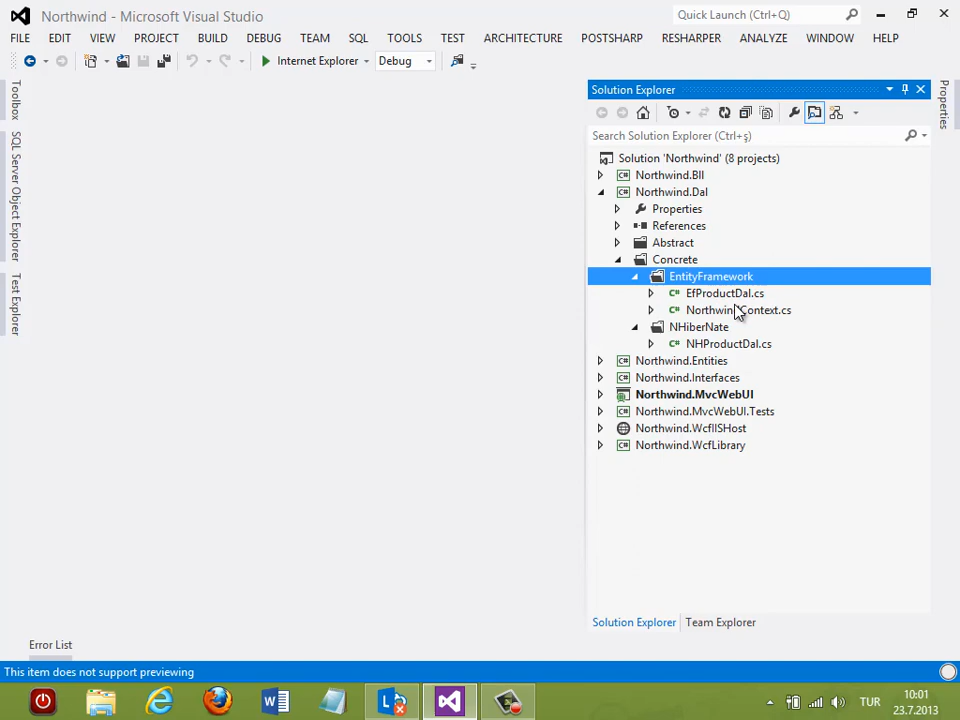 Northwind - Microsoft Visual Studio
Quick Launch (Ctrl+Q)
FILE EDIT VIEW PROJECT BUILD DEBUG TEAM SQL TOOLS TEST ARCHITECTURE POSTSHARP RESHARPER ANALYZE WINDOW HELP
Internet Explorer Debug
Toolbox
SQL Server Object Explorer
Test Explorer
Solution Explorer
Properties
Search Solution Explorer (Ctrl+ş)
Solution 'Northwind' (8 projects)
Northwind.Bll
Northwind.Dal
Properties
References
Abstract
Concrete
EntityFramework
EfProductDal.cs
NorthwindContext.cs
NHiberNate
NHProductDal.cs
Northwind.Entities
Northwind.Interfaces
Northwind.MvcWebUI
Northwind.MvcWebUI.Tests
Northwind.WcfIISHost
Northwind.WcfLibrary
Solution Explorer Team Explorer
Error List
This item does not support previewing
TUR
10:01
23.7.2013